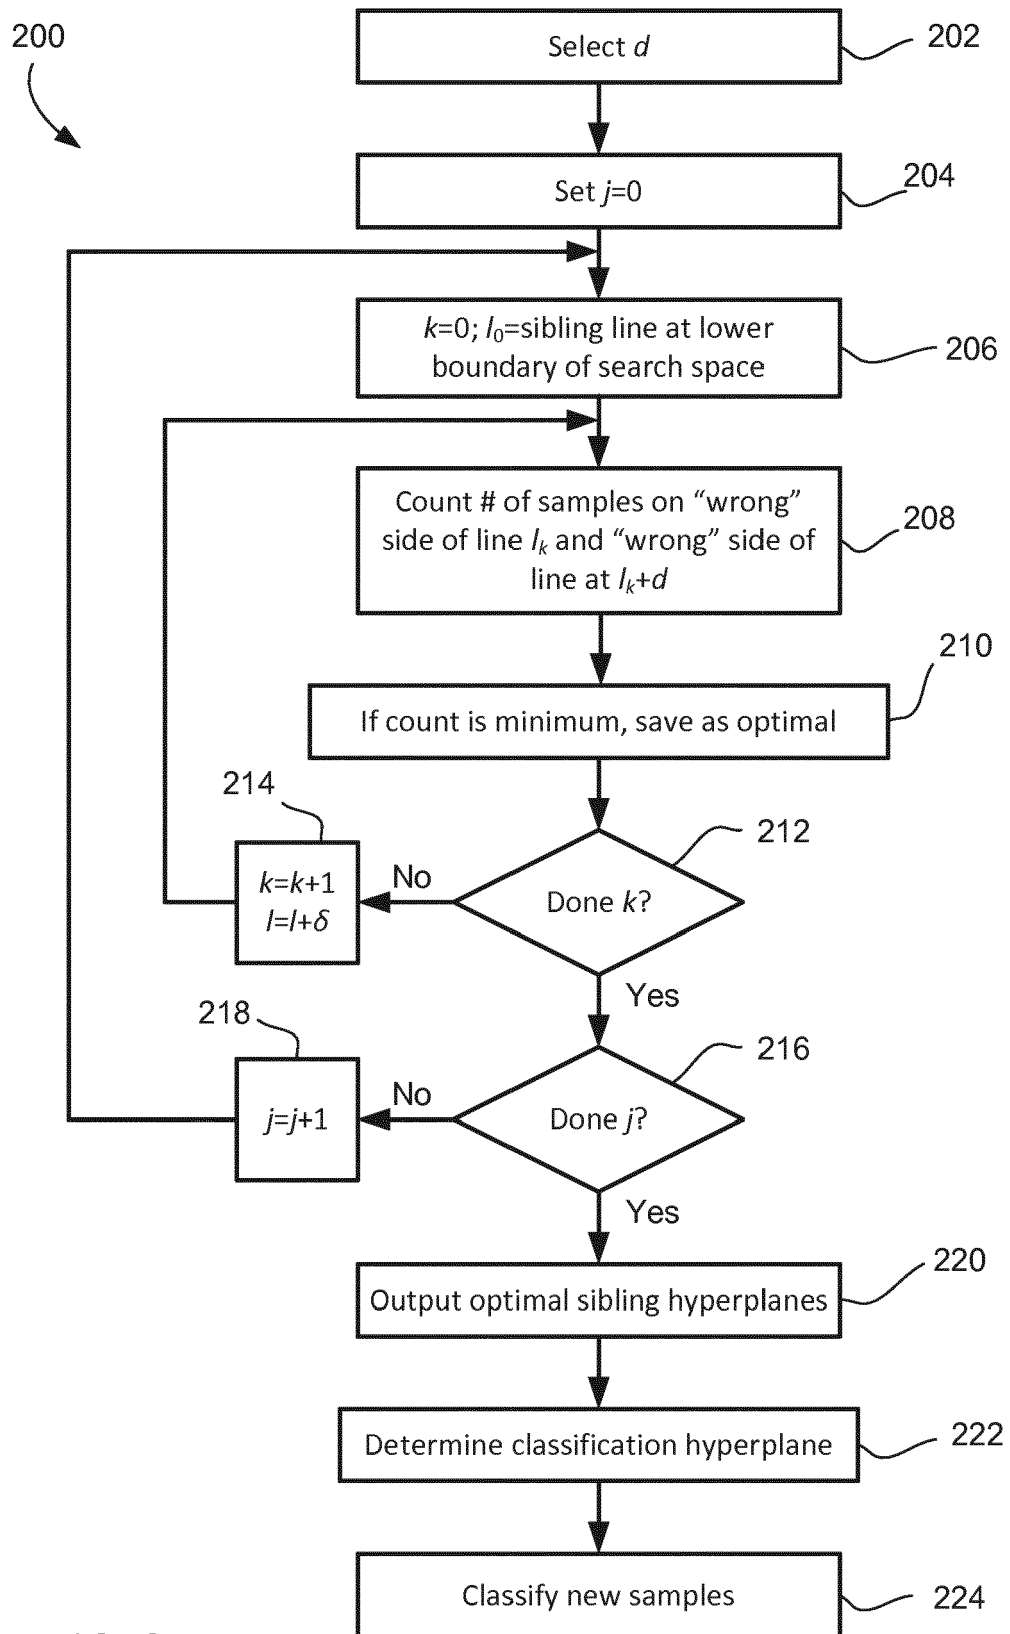 200
Select d
202
Set j=0
204
k=0; l₀=sibling line at lower
boundary of search space
206
Count # of samples on “wrong”
side of line lₖ and “wrong” side of
line at lₖ+d
208
210
If count is minimum, save as optimal
214
212
k=k+1
l=l+δ
No
Done k?
Yes
218
216
j=j+1
No
Done j?
Yes
220
Output optimal sibling hyperplanes
Determine classification hyperplane
222
Classify new samples
224